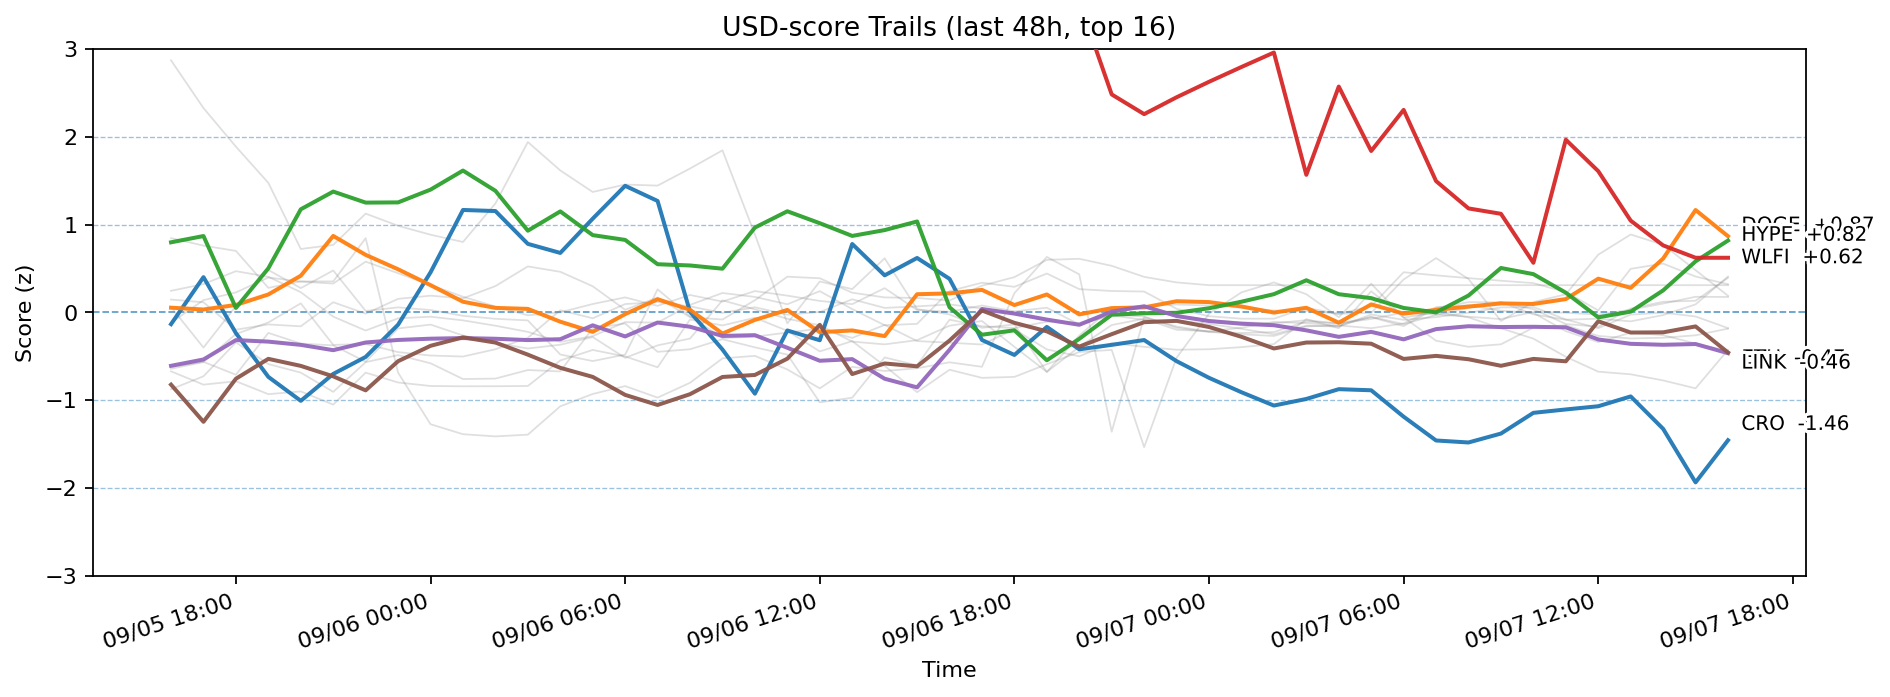 USD-score Trails (last 48h, top 16)
Score (z)
3
2
1
0
−1
−2
−3
DOGE +0.87
HYPE +0.82
WLFI +0.62
LINK -0.46
CRO -1.46
09/05 18:00
09/06 00:00
09/06 06:00
09/06 12:00
09/06 18:00
09/07 00:00
09/07 06:00
09/07 12:00
09/07 18:00
Time